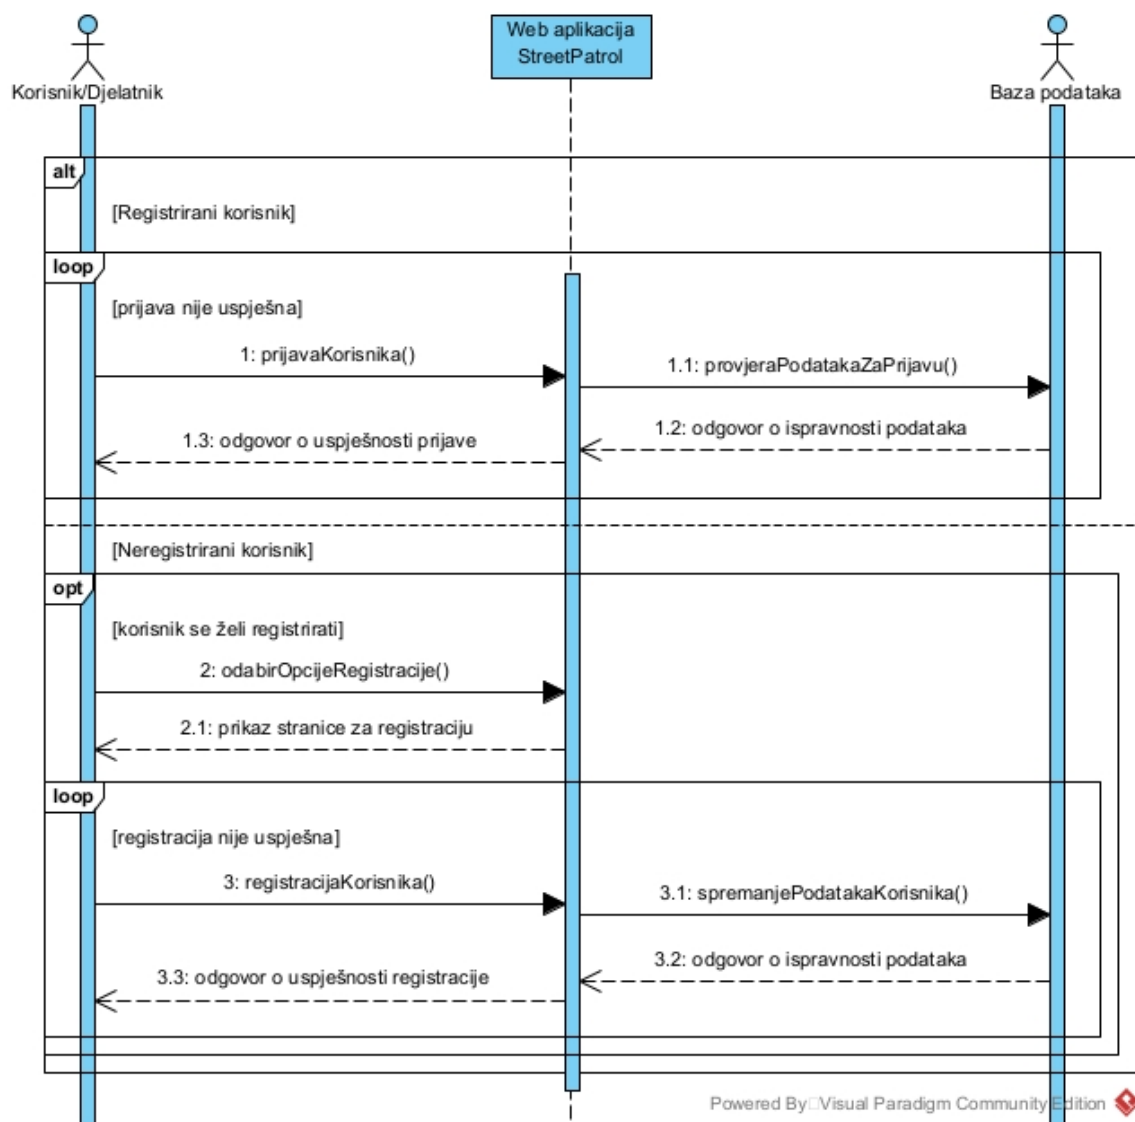 Web aplikacija
StreetPatrol
Korisnik/Djelatnik
Baza podataka
alt
[Registrirani korisnik]
loop
[prijava nije uspješna]
1: prijavaKorisnika()
1.1: provjeraPodatakaZaPrijavu()
1.2: odgovor o ispravnosti podataka
1.3: odgovor o uspješnosti prijave
[Neregistrirani korisnik]
opt
[korisnik se želi registrirati]
2: odabirOpcijeRegistracije()
2.1: prikaz stranice za registraciju
loop
[registracija nije uspješna]
3: registracijaKorisnika()
3.1: spremanjePodatakaKorisnika()
3.2: odgovor o ispravnosti podataka
3.3: odgovor o uspješnosti registracije
Powered By Visual Paradigm Community Edition